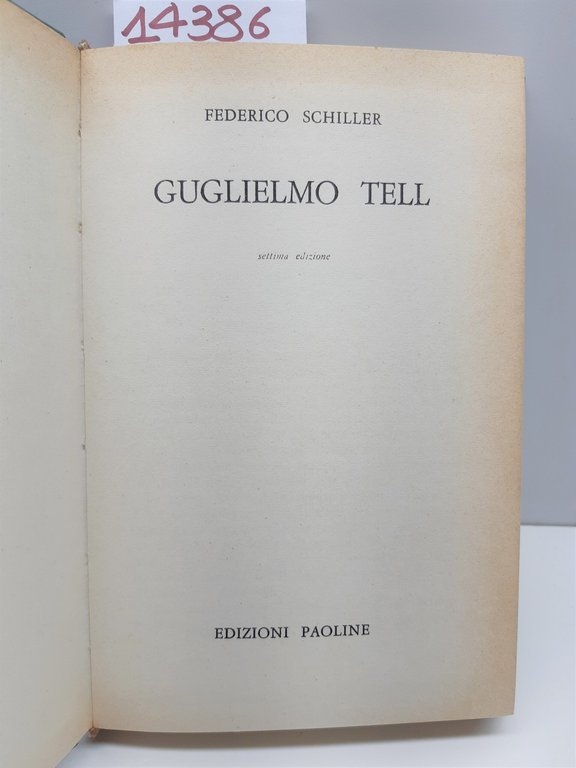 14386
FEDERICO SCHILLER
GUGLIELMO TELL
settima edizione
EDIZIONI PAOLINE